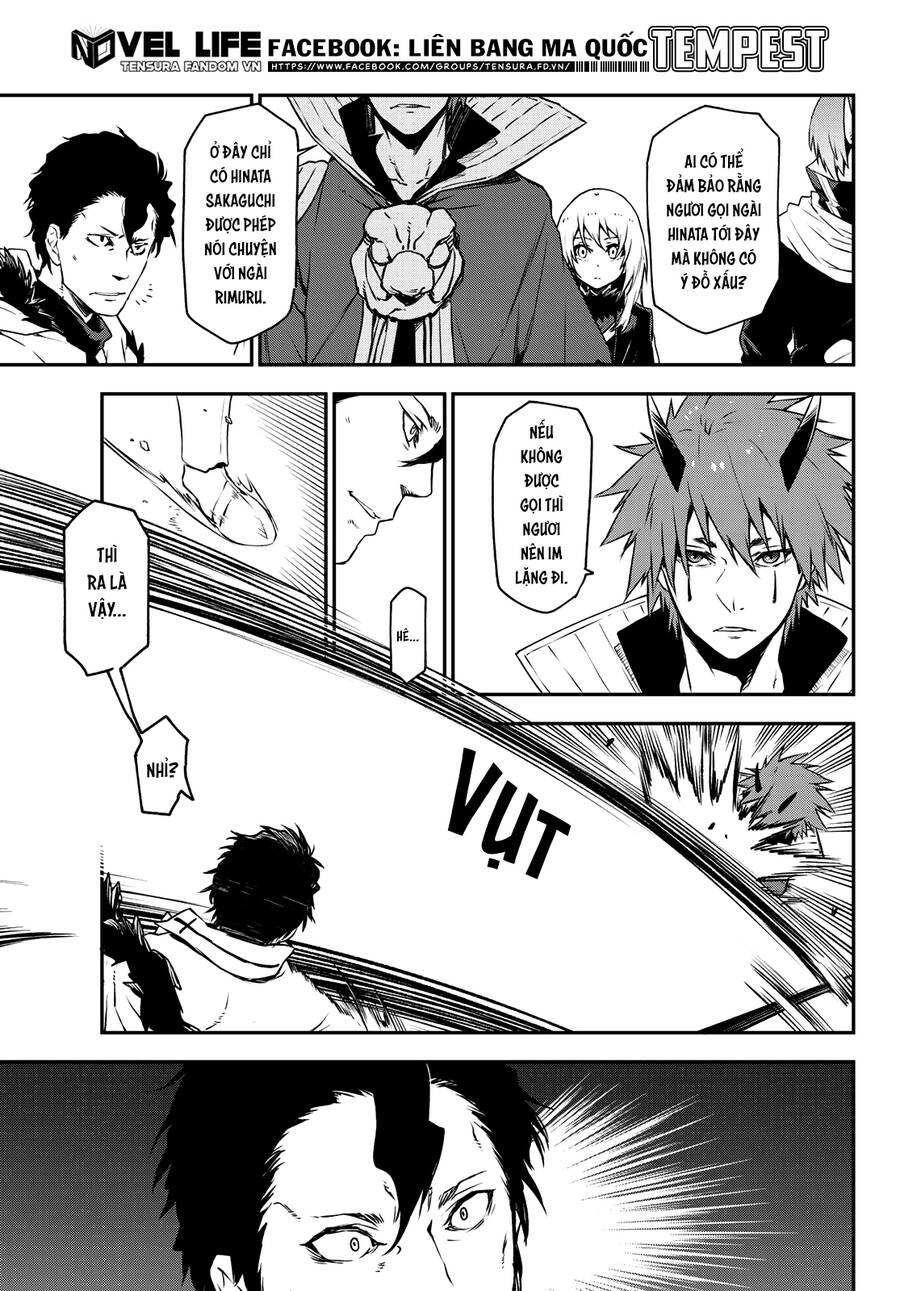 NOVEL LIFE
TENSURA FANDOM VN
FACEBOOK: LIÊN BANG MA QUỐC
HTTPS://WWW.FACEBOOK.COM/GROUPS/TENSURA.FD.VN/
TEMPEST
AI CÓ THỂ
ĐẢM BẢO RẰNG
NGƯỜI GỌI NGÀI
HINATA TỚI ĐÂY
MÀ KHÔNG CÓ
Ý ĐỒ XẤU?
Ở ĐÂY CHỈ
CÓ HINATA
SAKAGUCHI
ĐƯỢC PHÉP
NÓI CHUYỆN
VỚI NGÀI
RIMURU.
NẾU
KHÔNG
ĐƯỢC
GỌI THÌ
NGƯƠI
NÊN IM
LẶNG ĐI.
HÊ...
THÌ
RA LÀ
VẬY...
NHỈ?
VỤT